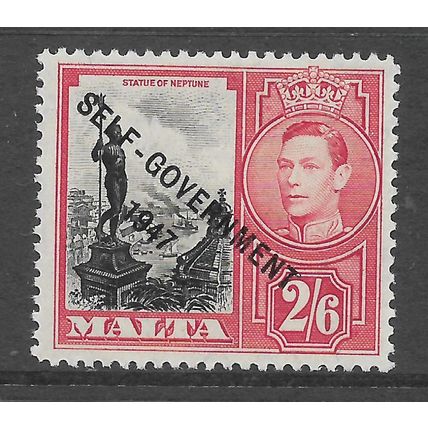 STATUE OF NEPTUNE
SELF-GOVERNMENT
1947
MALTA
2/6